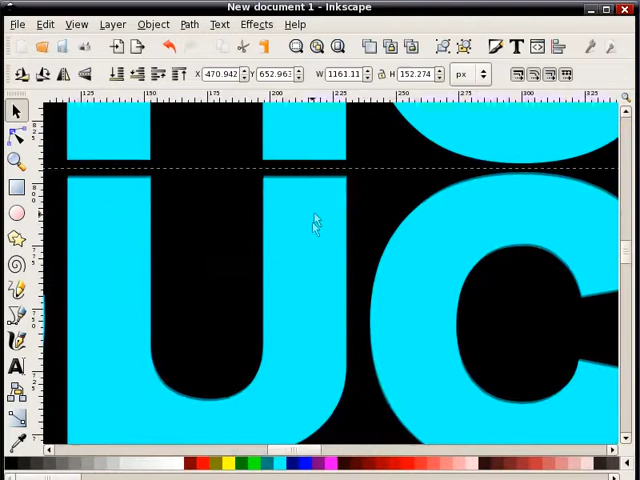 New document 1 - Inkscape
File Edit View Layer Object Path Text Effects Help
X -470.942 Y 652.963 W 1161.11 H 152.274 px
125 150 175 200 225 250 275 300 325
UC